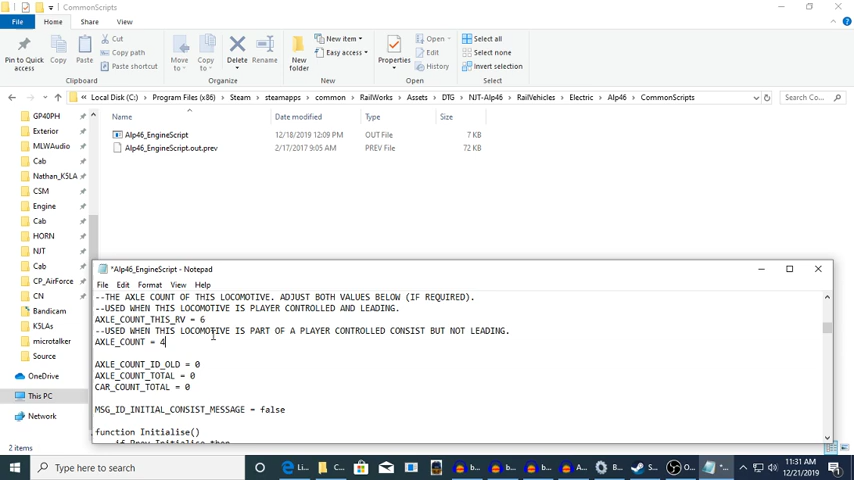 CommonScripts
File Home Share View
Pin to Quick access
Copy
Paste
Cut
Copy path
Paste shortcut
Clipboard
Move to
Copy to
Delete
Rename
Organize
New folder
New item
Easy access
New
Properties
Open
Edit
History
Open
Select all
Select none
Invert selection
Select
« Local Disk (C:) > Program Files (x86) > Steam > steamapps > common > RailWorks > Assets > DTG > NJT-Alp46 > RailVehicles > Electric > Alp46 > CommonScripts
Search Co...
Name Date modified Type Size
Alp46_EngineScript 12/18/2019 12:09 PM OUT File 7 KB
Alp46_EngineScript.out.prev 2/17/2017 9:05 AM PREV File 72 KB
GP40PH
Exterior
MLWAudio
Cab
Nathan_K5LA
CSM
Engine
Cab
HORN
NJT
Cab
CP_AirForce
CN
Bandicam
K5LAs
microtalker
Source
OneDrive
This PC
Network
2 items
*Alp46_EngineScript - Notepad
File Edit Format View Help
--THE AXLE COUNT OF THIS LOCOMOTIVE. ADJUST BOTH VALUES BELOW (IF REQUIRED).
--USED WHEN THIS LOCOMOTIVE IS PLAYER CONTROLLED AND LEADING.
AXLE_COUNT_THIS_RV = 6
--USED WHEN THIS LOCOMOTIVE IS PART OF A PLAYER CONTROLLED CONSIST BUT NOT LEADING.
AXLE_COUNT = 4
AXLE_COUNT_ID_OLD = 0
AXLE_COUNT_TOTAL = 0
CAR_COUNT_TOTAL = 0
MSG_ID_INITIAL_CONSIST_MESSAGE = false
function Initialise()
if Prev_Initialise then
Type here to search
Li...
C...
b...
b...
b...
A...
B...
S...
O...
*...
11:31 AM
12/21/2019